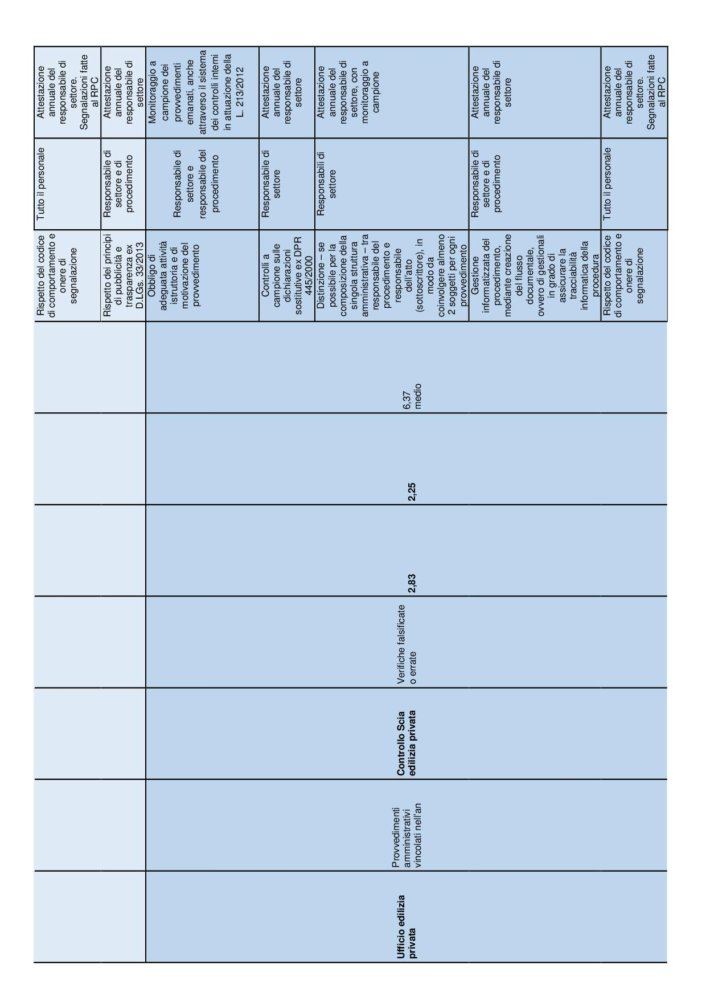 Rispetto del codice
di comportamento e
onere di
segnalazione
Tutto il personale
Attestazione
annuale del
responsabile di
settore.
Segnalazioni fatte
al RPC
Rispetto dei principi
di pubblicità e
trasparenza ex
D.LGs. 33/2013
Responsabile di
settore e di
procedimento
Attestazione
annuale del
responsabile di
settore
Ufficio edilizia
privata
Provvedimenti
amministrativi
vincolati nell'an
Controllo Scia
edilizia privata
Verifiche falsificate
o errate
2,83
2,25
6,37
medio
Obbligo di
adeguata attività
istruttoria e di
motivazione del
provvedimento
Responsabile di
settore e
responsabile del
procedimento
Monitoraggio a
campione dei
provvedimenti
emanati, anche
attraverso il sistema
dei controlli interni
in attuazione della
L. 213/2012
Controlli a
campione sulle
dichiarazioni
sostitutive ex DPR
445/2000
Responsabile di
settore
Attestazione
annuale del
responsabile di
settore
Distinzione – se
possibile per la
composizione della
singola struttura
amministrativa – tra
responsabile del
procedimento e
responsabile
dell'atto
(sottoscrittore), in
modo da
coinvolgere almeno
2 soggetti per ogni
provvedimento
Responsabili di
settore
Attestazione
annuale del
responsabile di
settore, con
monitoraggio a
campione
Gestione
informatizzata del
procedimento,
mediante creazione
del flusso
documentale,
ovvero di gestionali
in grado di
assicurare la
tracciabilità
informatica della
procedura
Responsabile di
settore e di
procedimento
Attestazione
annuale del
responsabile di
settore
Rispetto del codice
di comportamento e
onere di
segnalazione
Tutto il personale
Attestazione
annuale del
responsabile di
settore.
Segnalazioni fatte
al RPC